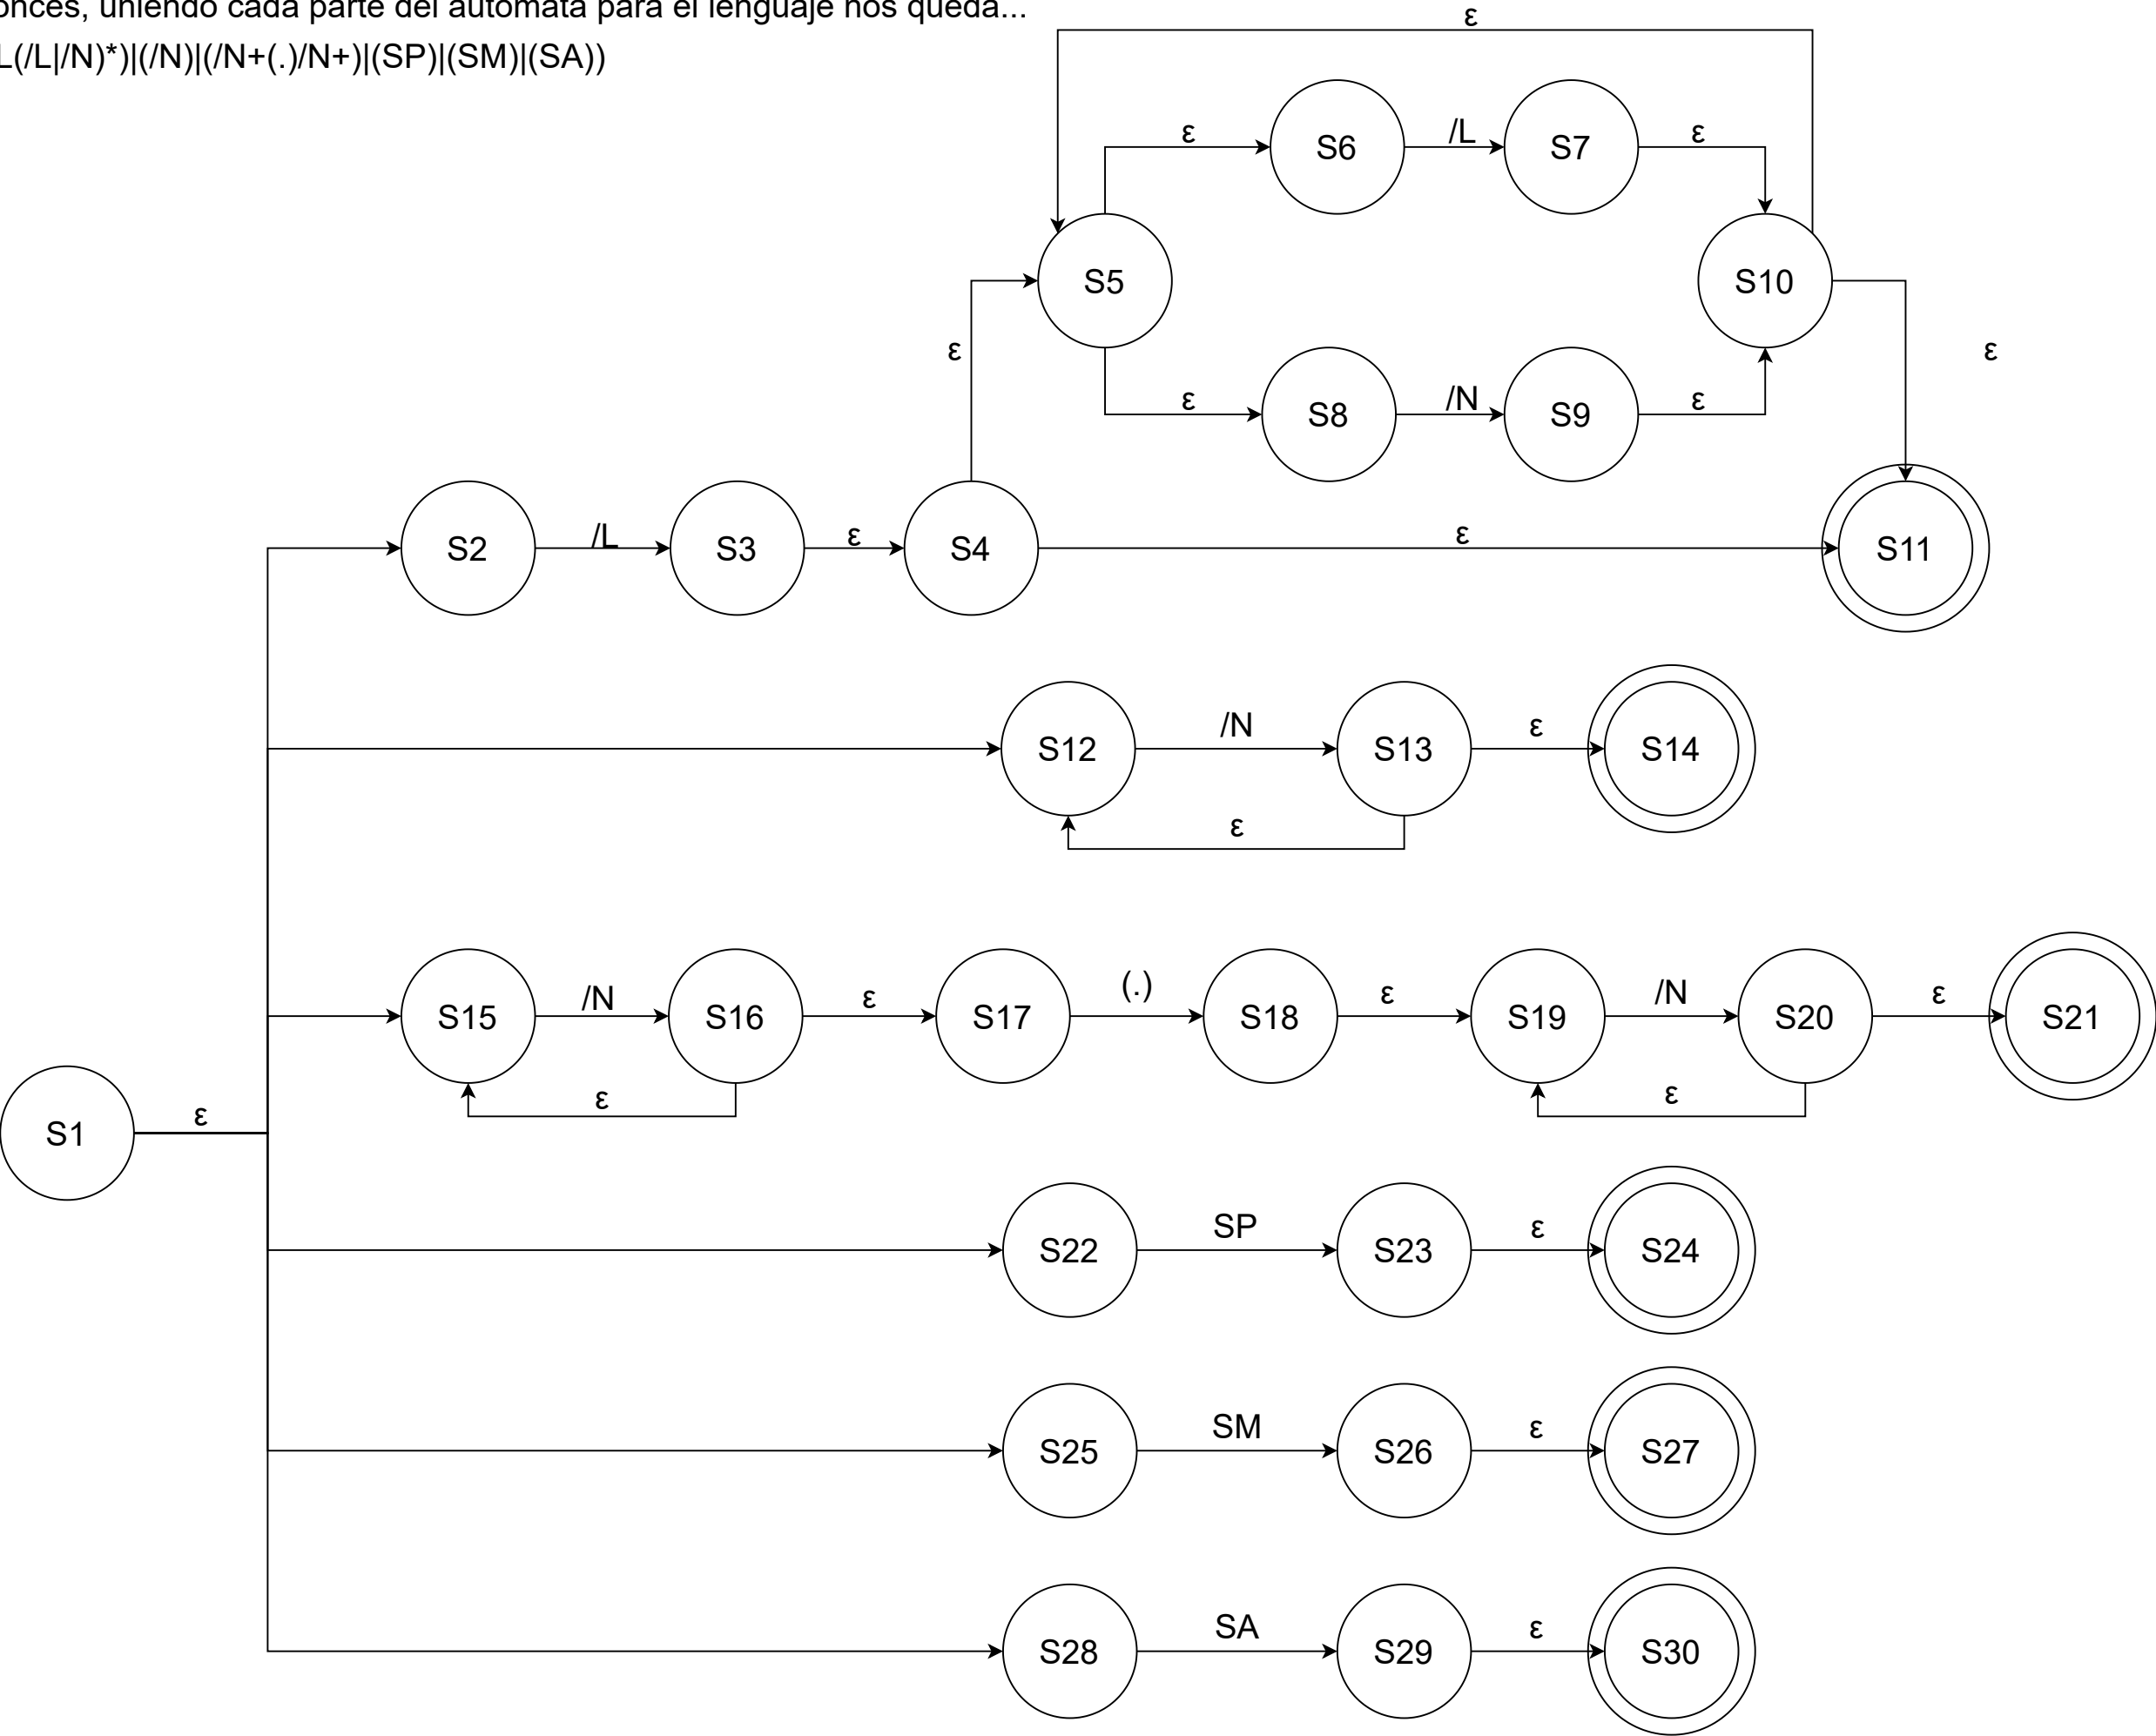 uniendo cada parte del automata para el lenguaje nos queda...
L(/L|/N)*)|(/N)|(/N+(.)/N+)|(SP)|(SM)|(SA))
ε
ε /L ε
S6 S7
S5 S10
ε ε
ε /N ε
S8 S9
/L ε ε
S2 S3 S4 S11
/N ε
S12 S13 S14
ε
/N ε (.) ε /N ε
S15 S16 S17 S18 S19 S20 S21
ε ε
ε
S1
SP ε
S22 S23 S24
SM ε
S25 S26 S27
SA ε
S28 S29 S30